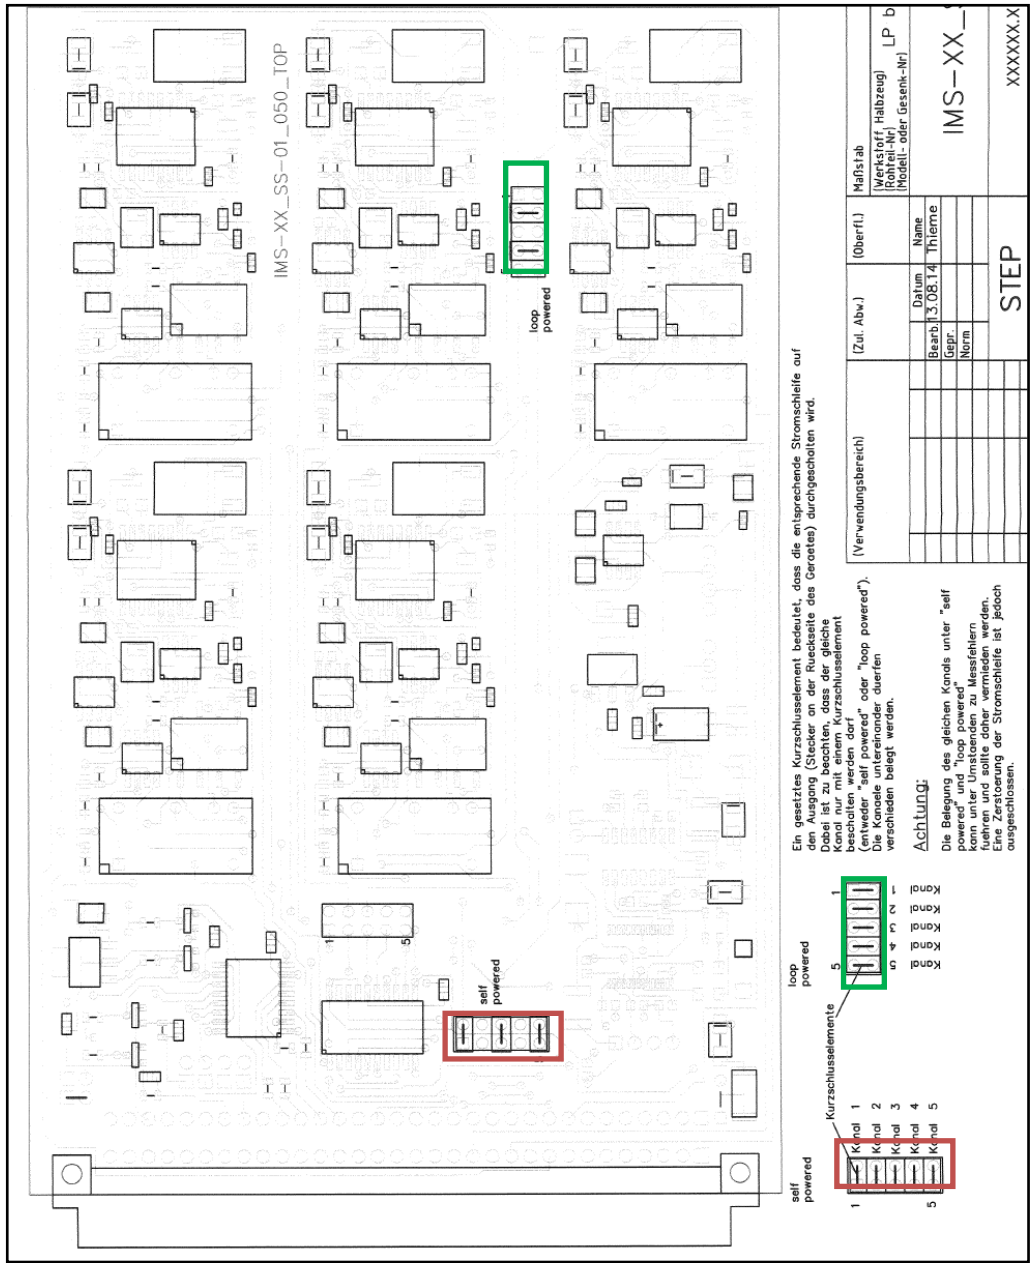 IMS-XX_SS-01_050_TOP
loop
powered
self
powered
1
5
Ein gesetztes Kurzschlusselement bedeutet, dass die entsprechende Stromschleife auf
den Ausgang (Stecker an der Rueckseite des Geraetes) durchgeschalten wird.
Dabei ist zu beachten, dass der gleiche
Kanal nur mit einem Kurzschlusselement
beschalten werden darf
(entweder "self powered" oder "loop powered").
Die Kanaele untereinander duerfen
verschieden belegt werden.
Achtung:
Die Belegung des gleichen Kanals unter "self
powered" und "loop powered"
kann unter Umstaenden zu Messfehlern
fuehren und sollte daher vermieden werden.
Eine Zerstoerung der Stromschleife ist jedoch
ausgeschlossen.
loop
powered
5
1
5 4 3 2 1
Kanal Kanal Kanal Kanal Kanal
Kurzschlusselemente
self
powered
1
5
Kanal 1
Kanal 2
Kanal 3
Kanal 4
Kanal 5
(Verwendungsbereich)
(Zul. Abw.)
(Oberfl.)
Maßstab
(Werkstoff, Halbzeug)
(Rohteil-Nr)
(Modell- oder Gesenk-Nr)
LP b
Datum
Name
Bearb.
13.08.14
Thieme
Gepr.
Norm
IMS-XX_
STEP
XXXXXX.X